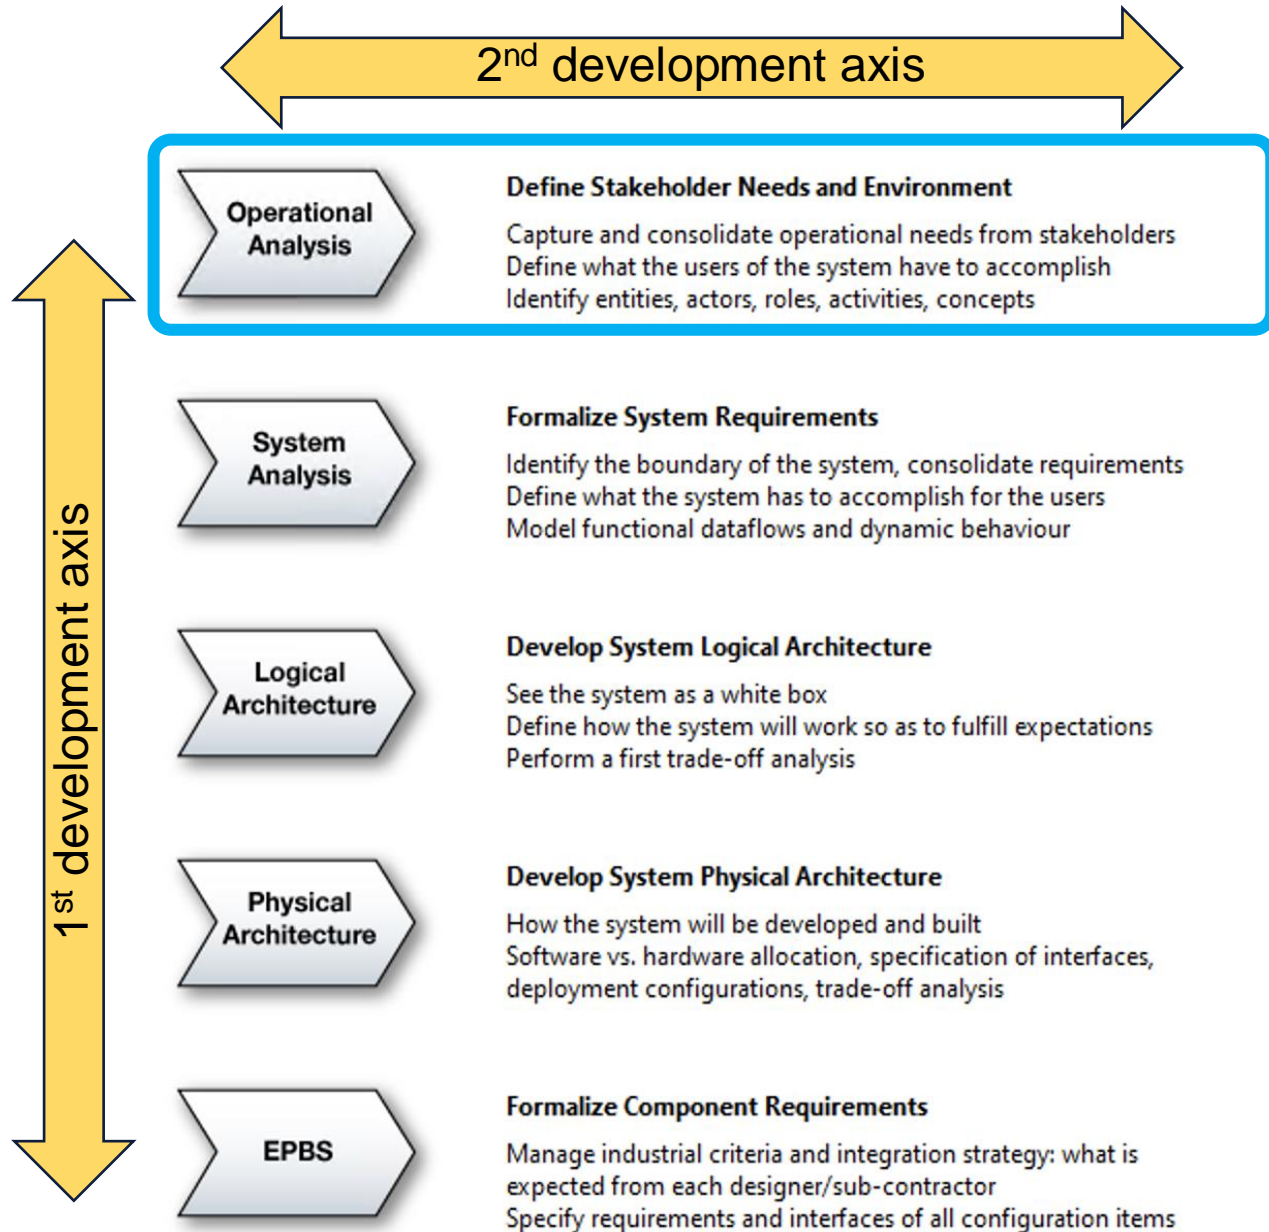 2nd development axis
1st development axis
Operational
Analysis
Define Stakeholder Needs and Environment
Capture and consolidate operational needs from stakeholders
Define what the users of the system have to accomplish
Identify entities, actors, roles, activities, concepts
System
Analysis
Formalize System Requirements
Identify the boundary of the system, consolidate requirements
Define what the system has to accomplish for the users
Model functional dataflows and dynamic behaviour
Logical
Architecture
Develop System Logical Architecture
See the system as a white box
Define how the system will work so as to fulfill expectations
Perform a first trade-off analysis
Physical
Architecture
Develop System Physical Architecture
How the system will be developed and built
Software vs. hardware allocation, specification of interfaces,
deployment configurations, trade-off analysis
EPBS
Formalize Component Requirements
Manage industrial criteria and integration strategy: what is
expected from each designer/sub-contractor
Specify requirements and interfaces of all configuration items